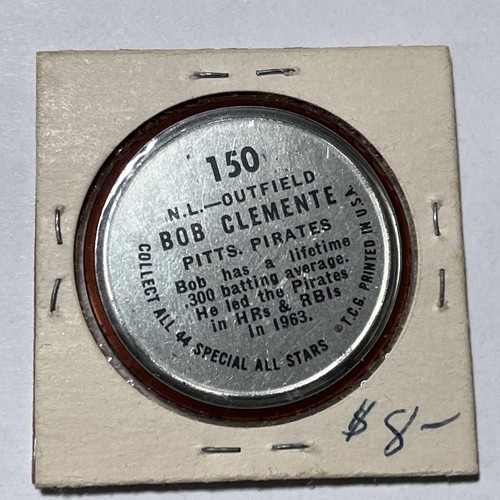 150
N.L.—OUTFIELD
BOB CLEMENTE
PITTS. PIRATES
Bob has a lifetime
.300 batting average.
He led the Pirates
in HRs & RBIs
In 1963.
COLLECT ALL 44 SPECIAL ALL STARS
©T.C.G. PRINTED IN U.S.A.
$8-